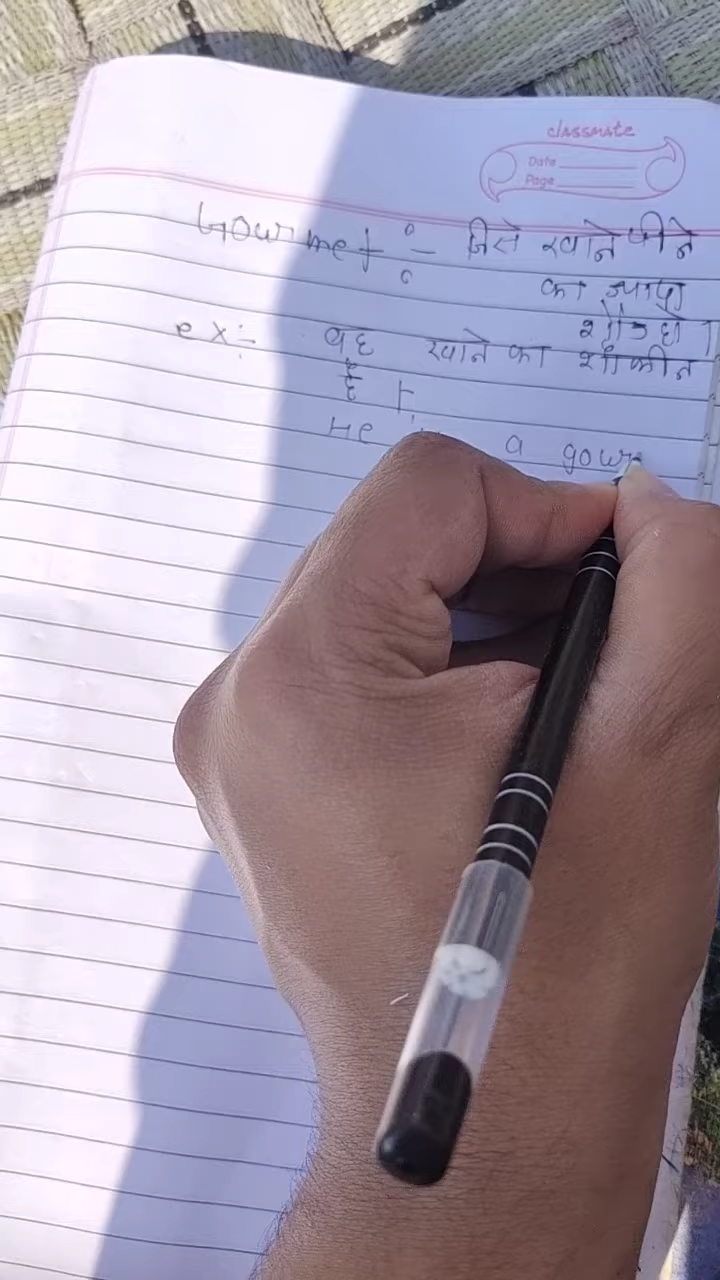 classmate
Date
Page
Gourmet :- जिसे खाने पीने
का ज्यादा
शौक हो ।
ex :- वह खाने का शौकीन
है ।
He a gour